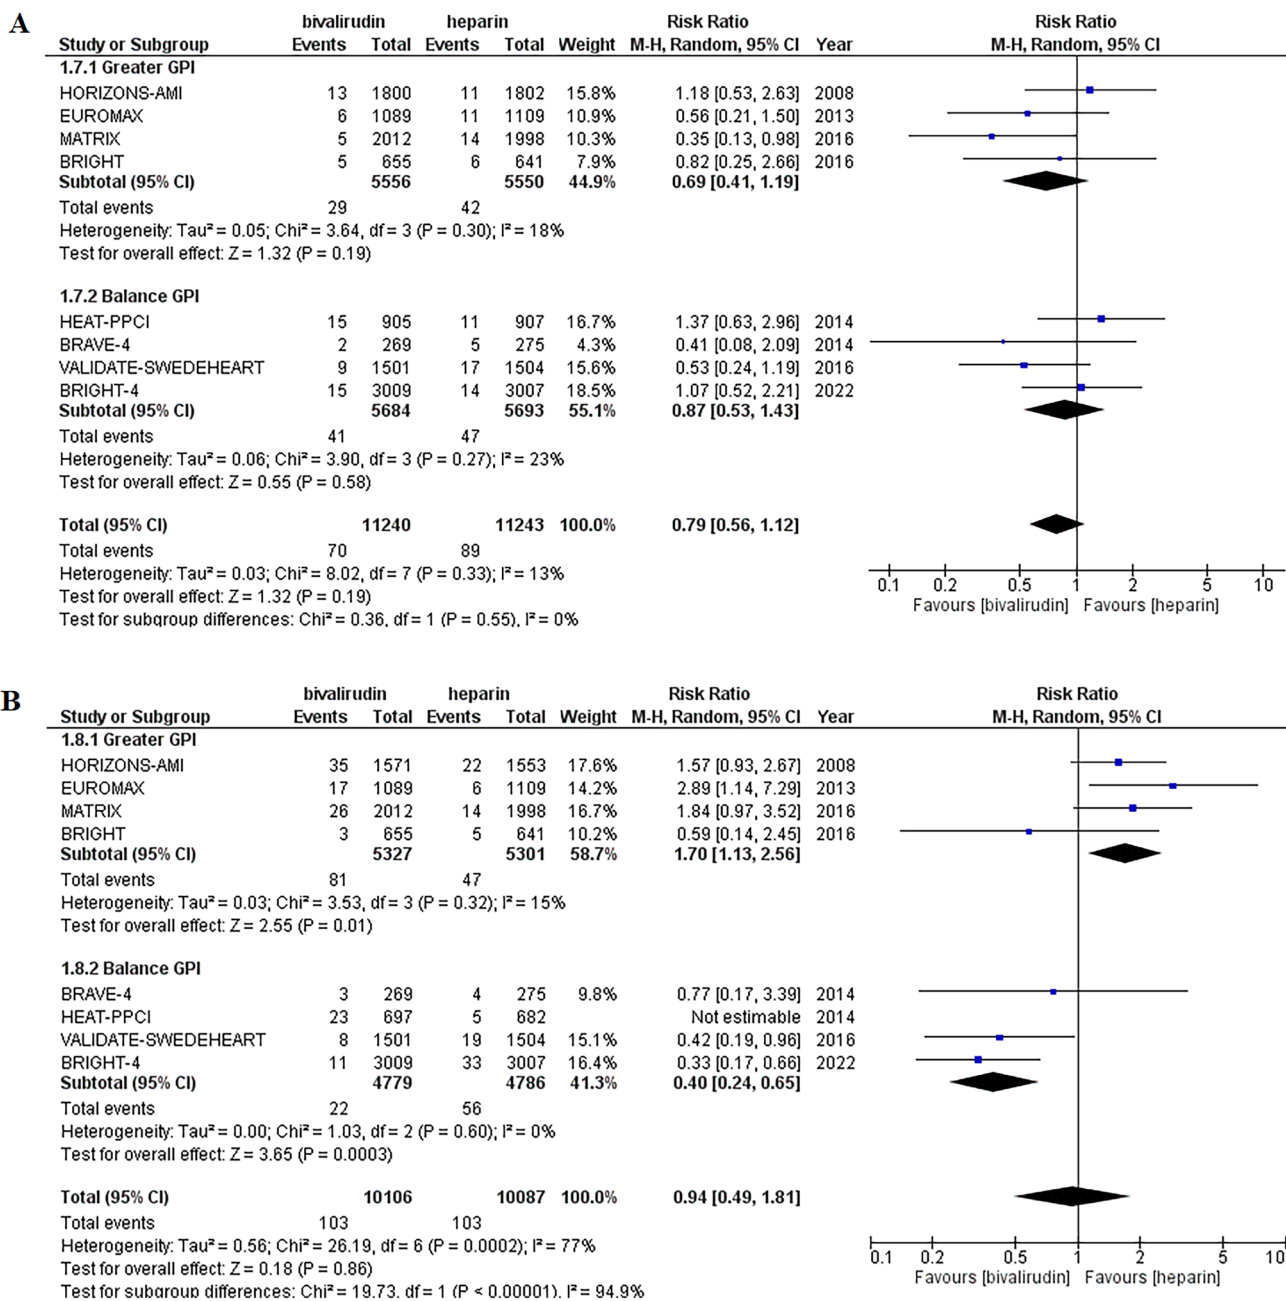 A
bivalirudin heparin Risk Ratio Risk Ratio
Study or Subgroup Events Total Events Total Weight M-H, Random, 95% CI Year M-H, Random, 95% CI
1.7.1 Greater GPI
HORIZONS-AMI 13 1800 11 1802 15.8% 1.18 [0.53, 2.63] 2008
EUROMAX 6 1089 11 1109 10.9% 0.56 [0.21, 1.50] 2013
MATRIX 5 2012 14 1998 10.3% 0.35 [0.13, 0.98] 2016
BRIGHT 5 655 6 641 7.9% 0.82 [0.25, 2.66] 2016
Subtotal (95% CI) 5556 5550 44.9% 0.69 [0.41, 1.19]
Total events 29 42
Heterogeneity: Tau² = 0.05; Chi² = 3.64, df = 3 (P = 0.30); I² = 18%
Test for overall effect: Z = 1.32 (P = 0.19)
1.7.2 Balance GPI
HEAT-PPCI 15 905 11 907 16.7% 1.37 [0.63, 2.96] 2014
BRAVE-4 2 269 5 275 4.3% 0.41 [0.08, 2.09] 2014
VALIDATE-SWEDEHEART 9 1501 17 1504 15.6% 0.53 [0.24, 1.19] 2016
BRIGHT-4 15 3009 14 3007 18.5% 1.07 [0.52, 2.21] 2022
Subtotal (95% CI) 5684 5693 55.1% 0.87 [0.53, 1.43]
Total events 41 47
Heterogeneity: Tau² = 0.06; Chi² = 3.90, df = 3 (P = 0.27); I² = 23%
Test for overall effect: Z = 0.55 (P = 0.58)
Total (95% CI) 11240 11243 100.0% 0.79 [0.56, 1.12]
Total events 70 89
Heterogeneity: Tau² = 0.03; Chi² = 8.02, df = 7 (P = 0.33); I² = 13%
Test for overall effect: Z = 1.32 (P = 0.19)
Test for subgroup differences: Chi² = 0.36, df = 1 (P = 0.55), I² = 0%
0.1 0.2 0.5 1 2 5 10
Favours [bivalirudin] Favours [heparin]
B
bivalirudin heparin Risk Ratio Risk Ratio
Study or Subgroup Events Total Events Total Weight M-H, Random, 95% CI Year M-H, Random, 95% CI
1.8.1 Greater GPI
HORIZONS-AMI 35 1571 22 1553 17.6% 1.57 [0.93, 2.67] 2008
EUROMAX 17 1089 6 1109 14.2% 2.89 [1.14, 7.29] 2013
MATRIX 26 2012 14 1998 16.7% 1.84 [0.97, 3.52] 2016
BRIGHT 3 655 5 641 10.2% 0.59 [0.14, 2.45] 2016
Subtotal (95% CI) 5327 5301 58.7% 1.70 [1.13, 2.56]
Total events 81 47
Heterogeneity: Tau² = 0.03; Chi² = 3.53, df = 3 (P = 0.32); I² = 15%
Test for overall effect: Z = 2.55 (P = 0.01)
1.8.2 Balance GPI
BRAVE-4 3 269 4 275 9.8% 0.77 [0.17, 3.39] 2014
HEAT-PPCI 23 697 5 682 Not estimable 2014
VALIDATE-SWEDEHEART 8 1501 19 1504 15.1% 0.42 [0.19, 0.96] 2016
BRIGHT-4 11 3009 33 3007 16.4% 0.33 [0.17, 0.66] 2022
Subtotal (95% CI) 4779 4786 41.3% 0.40 [0.24, 0.65]
Total events 22 56
Heterogeneity: Tau² = 0.00; Chi² = 1.03, df = 2 (P = 0.60); I² = 0%
Test for overall effect: Z = 3.65 (P = 0.0003)
Total (95% CI) 10106 10087 100.0% 0.94 [0.49, 1.81]
Total events 103 103
Heterogeneity: Tau² = 0.56; Chi² = 26.19, df = 6 (P = 0.0002); I² = 77%
Test for overall effect: Z = 0.18 (P = 0.86)
Test for subgroup differences: Chi² = 19.73, df = 1 (P < 0.00001), I² = 94.9%
0.1 0.2 0.5 1 2 5 10
Favours [bivalirudin] Favours [heparin]